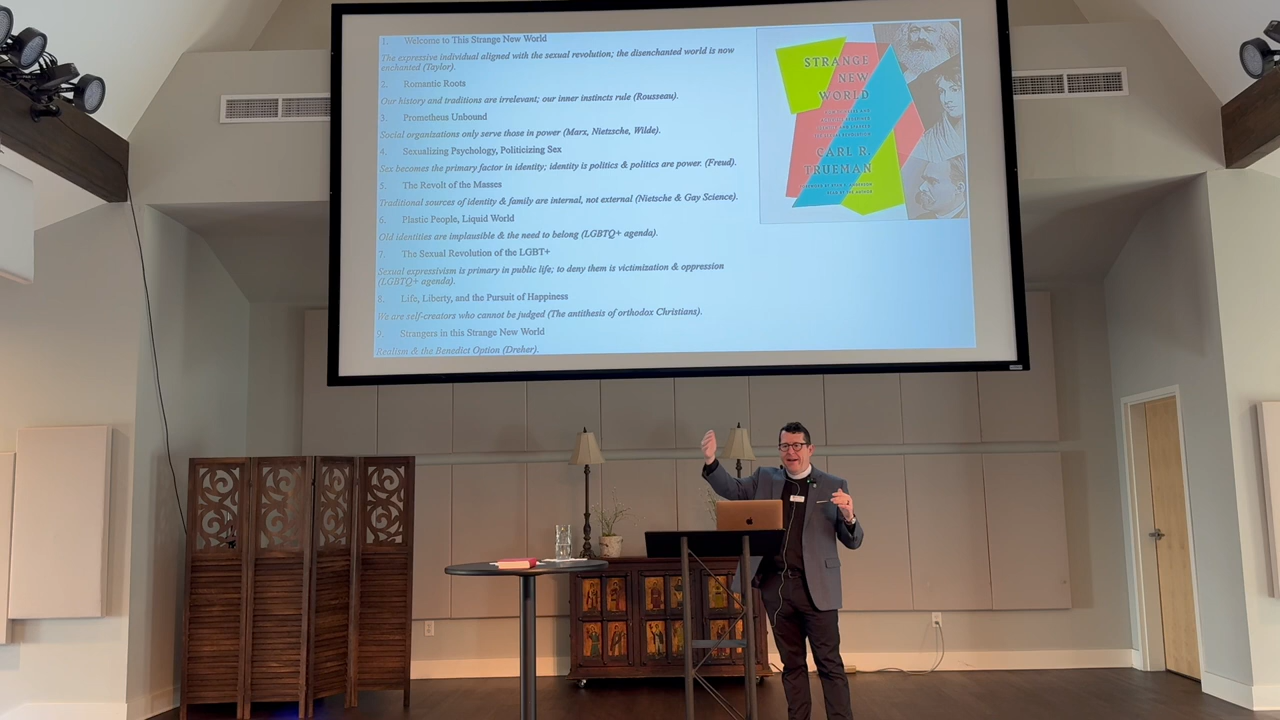 1. Welcome to This Strange New World
The expressive individual aligned with the sexual revolution; the disenchanted world is now
enchanted (Taylor).
2. Romantic Roots
Our history and traditions are irrelevant; our inner instincts rule (Rousseau).
3. Prometheus Unbound
Social organizations only serve those in power (Marx, Nietzsche, Wilde).
4. Sexualizing Psychology, Politicizing Sex
Sex becomes the primary factor in identity; identity is politics & politics are power. (Freud).
5. The Revolt of the Masses
Traditional sources of identity & family are internal, not external (Nietsche & Gay Science).
6. Plastic People, Liquid World
Old identities are implausible & the need to belong (LGBTQ+ agenda).
7. The Sexual Revolution of the LGBT+
Sexual expressivism is primary in public life; to deny them is victimization & oppression
(LGBTQ+ agenda).
8. Life, Liberty, and the Pursuit of Happiness
We are self-creators who cannot be judged (The antithesis of orthodox Christians).
9. Strangers in this Strange New World
Realism & the Benedict Option (Dreher).
STRANGE
NEW
WORLD
CARL R.
TRUEMAN